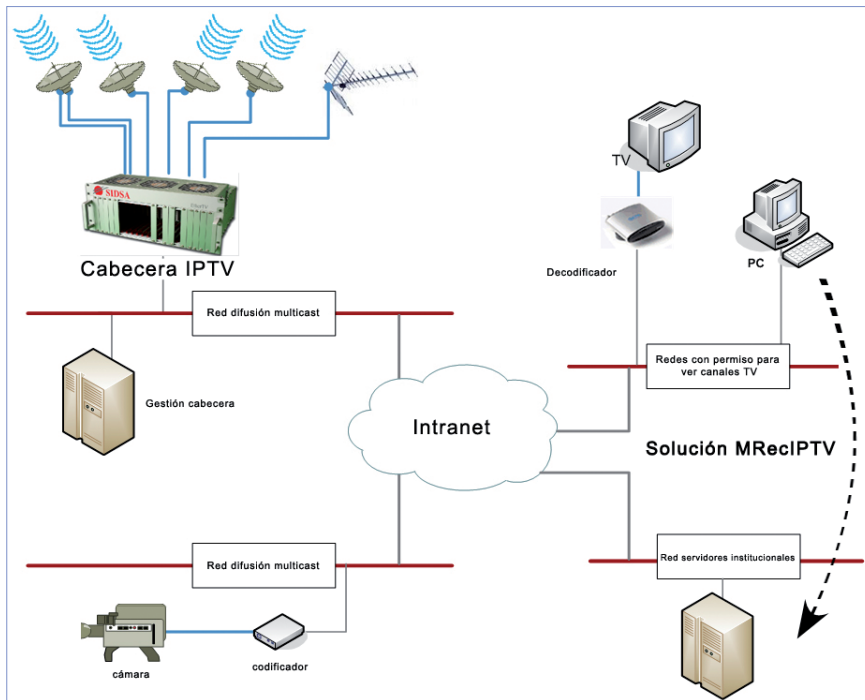 SIDSA
Cabecera IPTV
Red difusión multicast
Gestión cabecera
TV
Decodificador
PC
Redes con permiso para
ver canales TV
Intranet
Solución MRecIPTV
Red difusión multicast
cámara
codificador
Red servidores institucionales